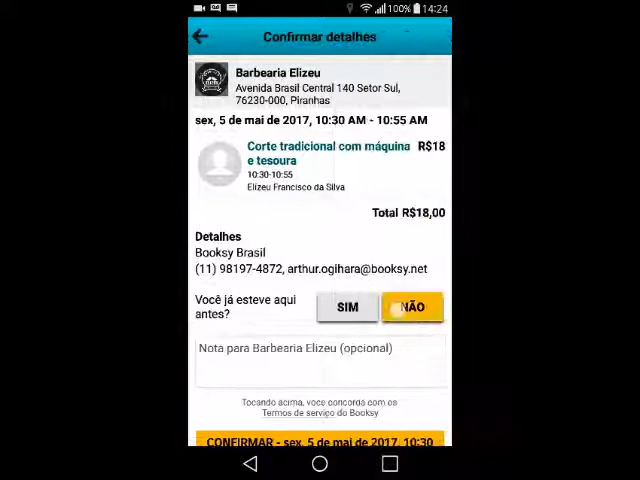 100% 14:24
Confirmar detalhes
Barbearia Elizeu
Avenida Brasil Central 140 Setor Sul,
76230-000, Piranhas
sex, 5 de mai de 2017, 10:30 AM - 10:55 AM
Corte tradicional com máquina R$18
e tesoura
10:30-10:55
Elizeu Francisco da Silva
Total R$18,00
Detalhes
Booksy Brasil
(11) 98197-4872, arthur.ogihara@booksy.net
Você já esteve aqui
antes?
SIM NÃO
Nota para Barbearia Elizeu (opcional)
Tocando acima, voce concorda com os
Termos de serviço do Booksy
CONFIRMAR - sex, 5 de mai de 2017, 10:30